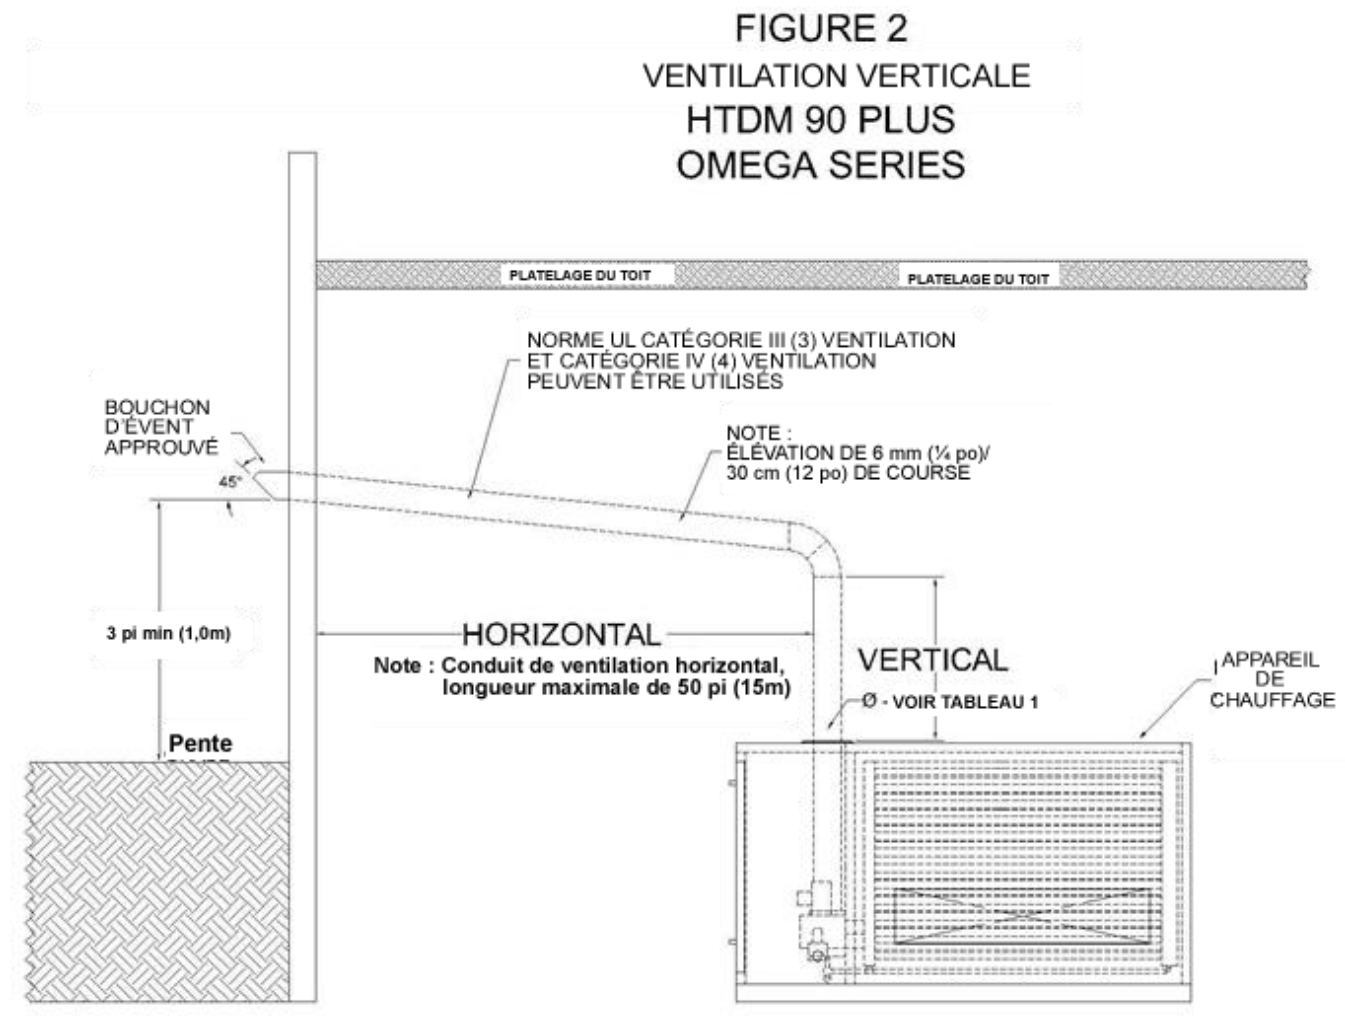 FIGURE 2
VENTILATION VERTICALE
HTDM 90 PLUS
OMEGA SERIES
PLATELAGE DU TOIT
PLATELAGE DU TOIT
NORME UL CATÉGORIE III (3) VENTILATION
ET CATÉGORIE IV (4) VENTILATION
PEUVENT ÊTRE UTILISÉS
BOUCHON
D'ÉVENT
APPROUVÉ
NOTE :
ÉLÉVATION DE 6 mm (¼ po)/
30 cm (12 po) DE COURSE
45°
3 pi min (1,0m)
HORIZONTAL
Note : Conduit de ventilation horizontal,
longueur maximale de 50 pi (15m)
VERTICAL
Ø - VOIR TABLEAU 1
APPAREIL
DE
CHAUFFAGE
Pente